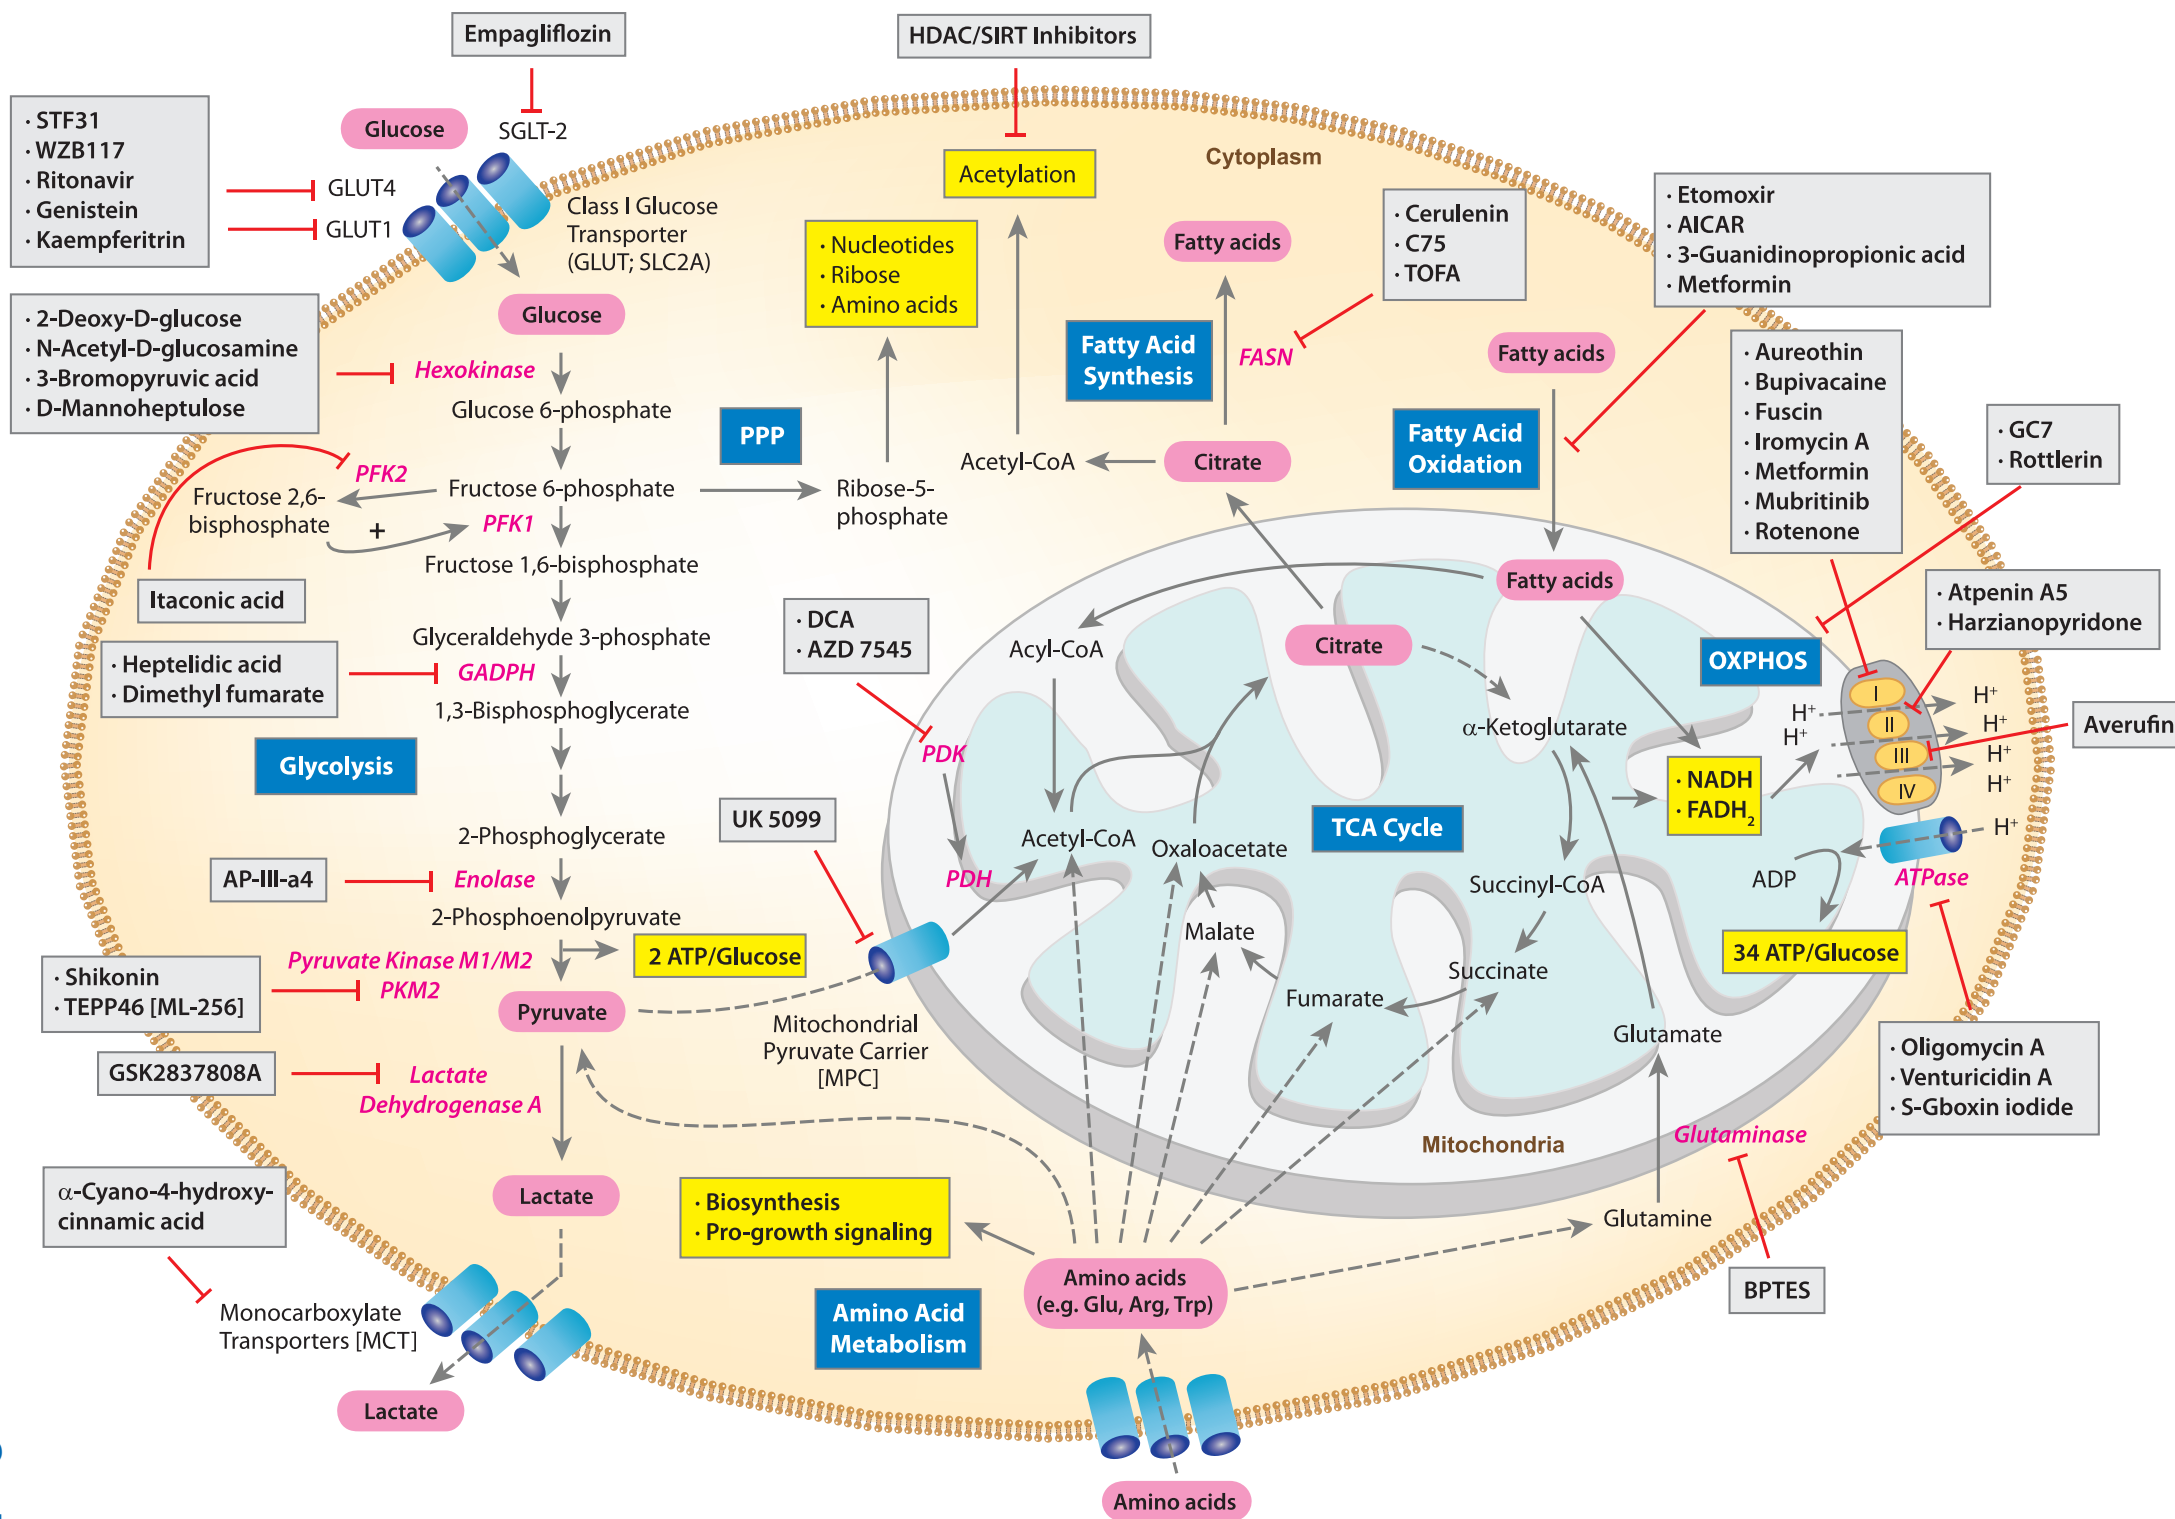 Empagliflozin
HDAC/SIRT Inhibitors
· STF31
· WZB117
· Ritonavir
· Genistein
· Kaempferitrin
Glucose
SGLT-2
GLUT4
GLUT1
Class I Glucose
Transporter
(GLUT; SLC2A)
Cytoplasm
Acetylation
· Nucleotides
· Ribose
· Amino acids
Fatty acids
· Cerulenin
· C75
· TOFA
· Etomoxir
· AICAR
· 3-Guanidinopropionic acid
· Metformin
· 2-Deoxy-D-glucose
· N-Acetyl-D-glucosamine
· 3-Bromopyruvic acid
· D-Mannoheptulose
Glucose
Hexokinase
Glucose 6-phosphate
Fatty Acid
Synthesis
FASN
Fatty acids
· Aureothin
· Bupivacaine
· Fuscin
· Iromycin A
· Metformin
· Mubritinib
· Rotenone
· GC7
· Rottlerin
PPP
Fatty Acid
Oxidation
Acetyl-CoA
Citrate
PFK2
Fructose 2,6-
bisphosphate
Fructose 6-phosphate
+
PFK1
Ribose-5-
phosphate
Fructose 1,6-bisphosphate
Itaconic acid
Glyceraldehyde 3-phosphate
· Heptelidic acid
· Dimethyl fumarate
GADPH
1,3-Bisphosphoglycerate
· DCA
· AZD 7545
Fatty acids
Acyl-CoA
Citrate
OXPHOS
· Atpenin A5
· Harzianopyridone
I
II
III
IV
H+
H+
H+
H+
H+
H+
H+
Averufin
PDK
α-Ketoglutarate
Glycolysis
· NADH
· FADH2
UK 5099
2-Phosphoglycerate
Acetyl-CoA
Oxaloacetate
TCA Cycle
AP-III-a4
Enolase
PDH
Succinyl-CoA
ADP
ATPase
2-Phosphoenolpyruvate
Malate
34 ATP/Glucose
2 ATP/Glucose
Pyruvate Kinase M1/M2
PKM2
· Shikonin
· TEPP46 [ML-256]
Succinate
Fumarate
Pyruvate
Mitochondrial
Pyruvate Carrier
[MPC]
Glutamate
GSK2837808A
Lactate
Dehydrogenase A
· Oligomycin A
· Venturicidin A
· S-Gboxin iodide
Mitochondria
Glutaminase
α-Cyano-4-hydroxy-
cinnamic acid
Lactate
· Biosynthesis
· Pro-growth signaling
Glutamine
BPTES
Amino acids
(e.g. Glu, Arg, Trp)
Monocarboxylate
Transporters [MCT]
Amino Acid
Metabolism
Lactate
Amino acids